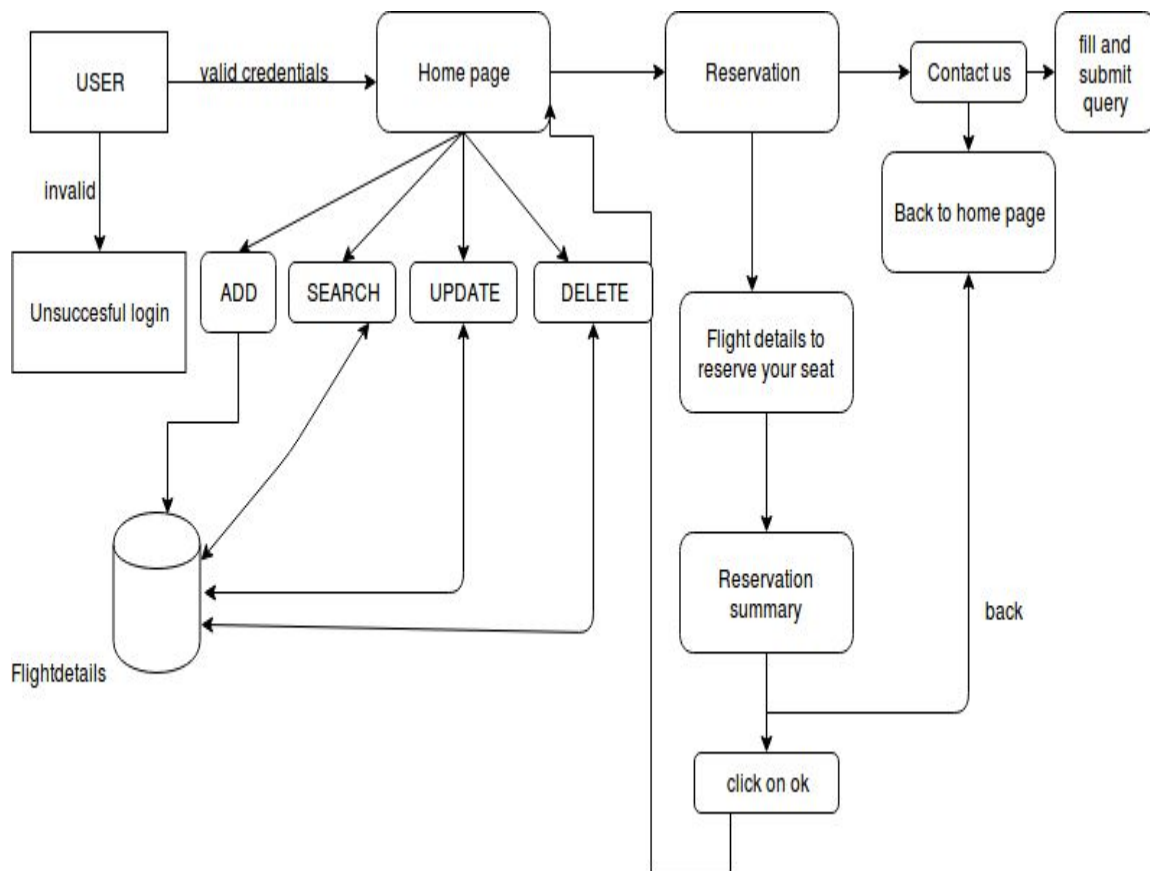 USER
valid credentials
Home page
Reservation
Contact us
fill and
submit
query
invalid
Back to home page
Unsuccesful login
ADD
SEARCH
UPDATE
DELETE
Flight details to
reserve your seat
Reservation
summary
back
Flightdetails
click on ok